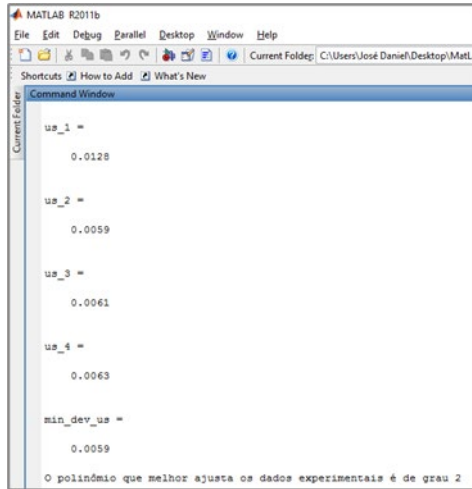 MATLAB R2011b
File Edit Debug Parallel Desktop Window Help
Current Folder: C:\Users\José Daniel\Desktop\MatL
Shortcuts How to Add What's New
Current Folder
Command Window
us_1 =
0.0128
us_2 =
0.0059
us_3 =
0.0061
us_4 =
0.0063
min_dev_us =
0.0059
O polinômio que melhor ajusta os dados experimentais é de grau 2